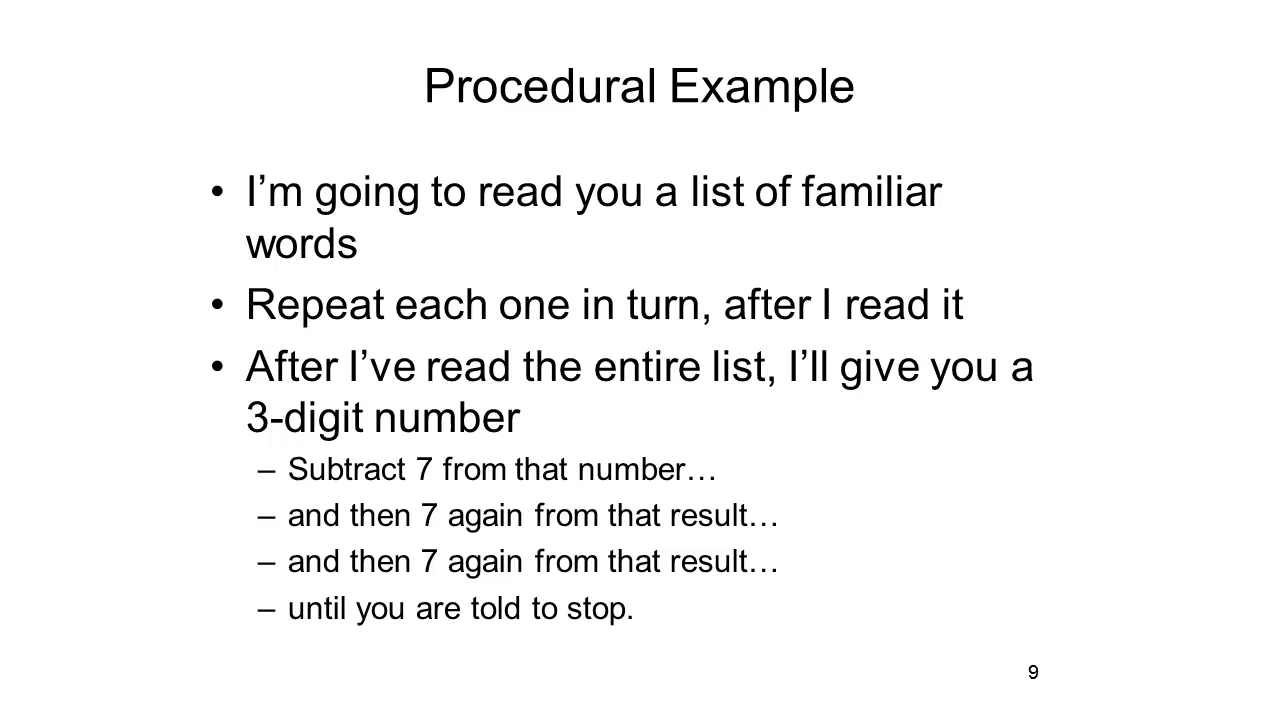 Procedural Example
• I’m going to read you a list of familiar
words
• Repeat each one in turn, after I read it
• After I’ve read the entire list, I’ll give you a
3-digit number
– Subtract 7 from that number…
– and then 7 again from that result…
– and then 7 again from that result…
– until you are told to stop.
9